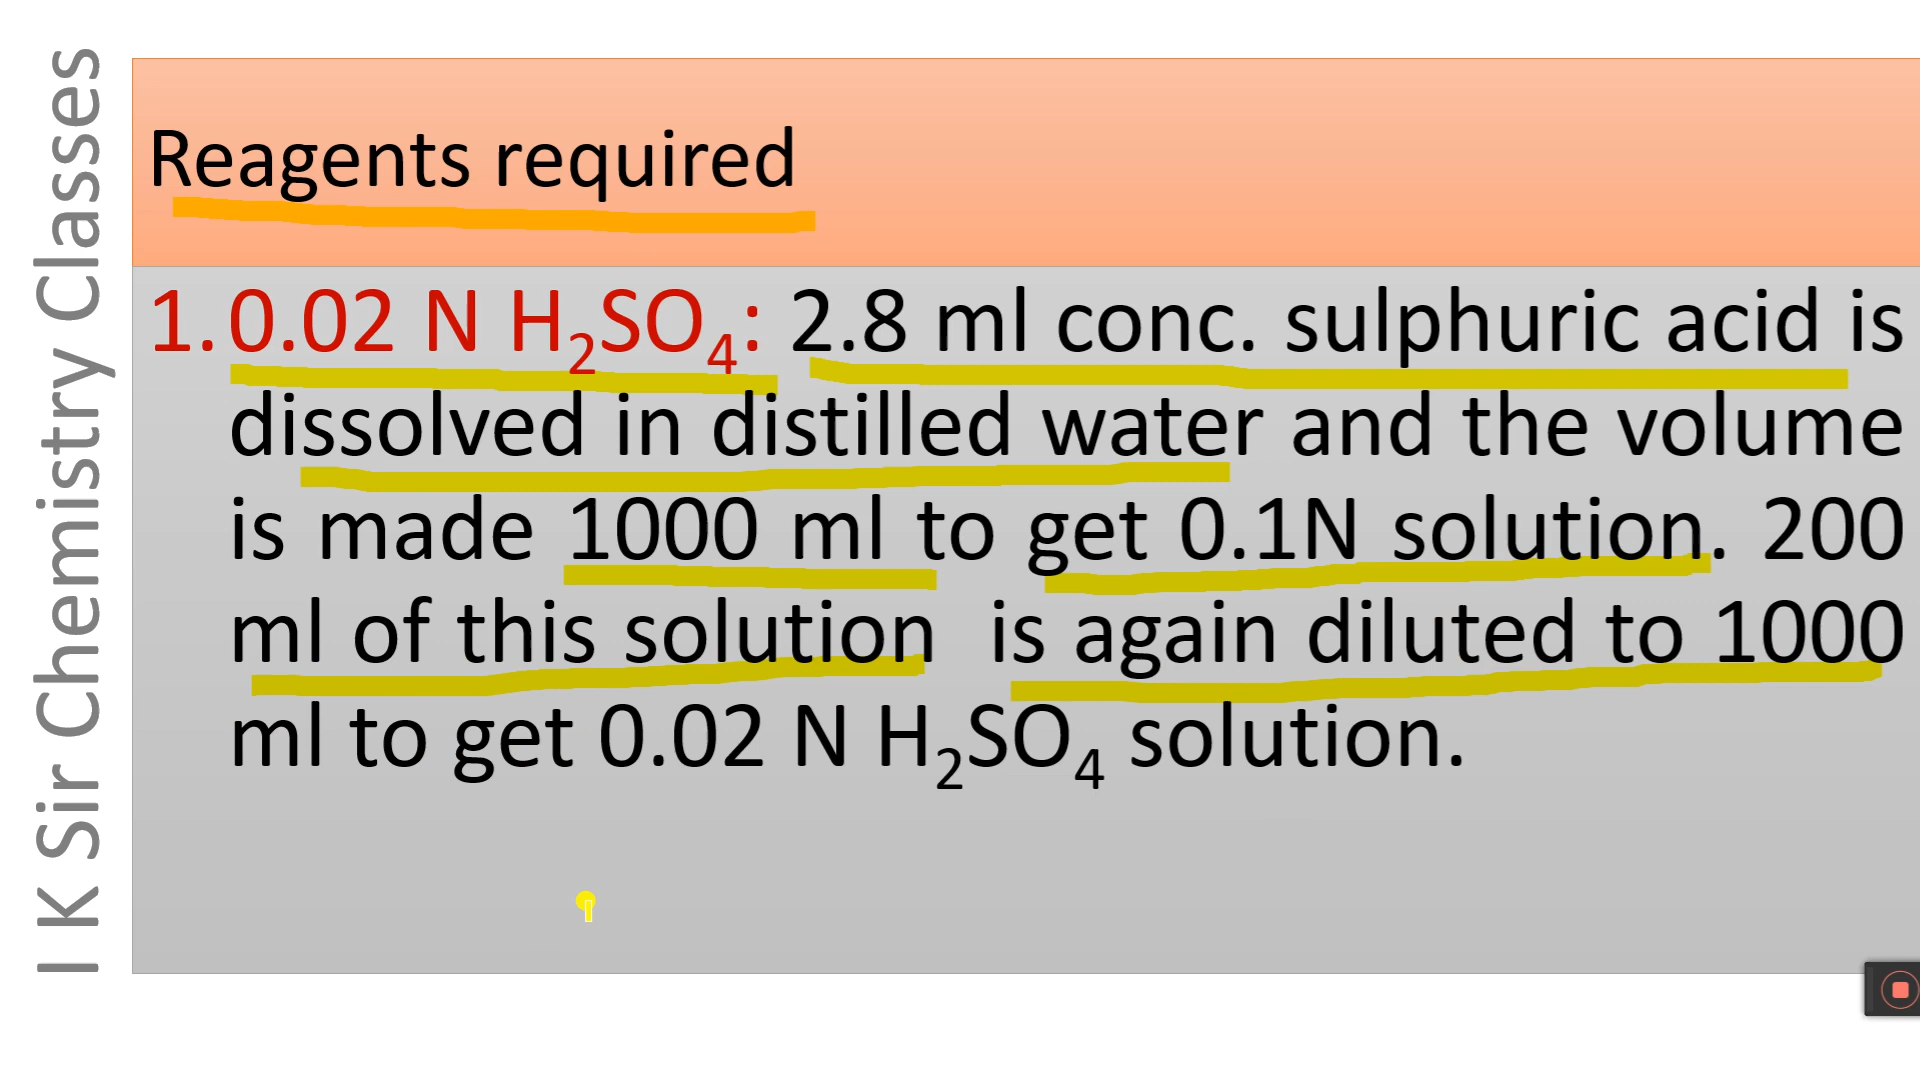 I K Sir Chemistry Classes
Reagents required
1. 0.02 N H₂SO₄: 2.8 ml conc. sulphuric acid is
dissolved in distilled water and the volume
is made 1000 ml to get 0.1N solution. 200
ml of this solution is again diluted to 1000
ml to get 0.02 N H₂SO₄ solution.